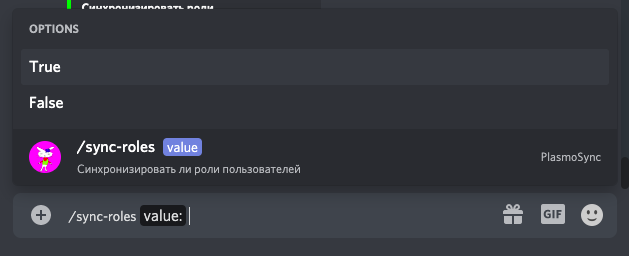 Синхронизировать роли
OPTIONS
True
False
/sync-roles value
Синхронизировать ли роли пользователей
PlasmoSync
/sync-roles value:
GIF